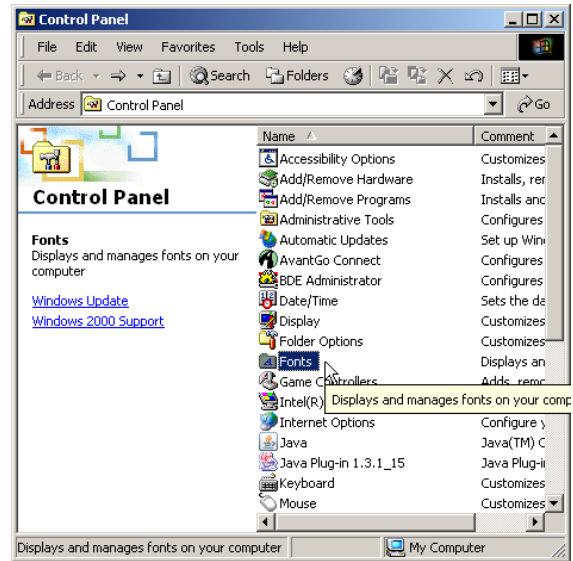 Control Panel
File Edit View Favorites Tools Help
Back Search Folders
Address Control Panel Go
Control Panel
Fonts
Displays and manages fonts on your
computer
Windows Update
Windows 2000 Support
Name Comment
Accessibility Options Customizes
Add/Remove Hardware Installs, rem
Add/Remove Programs Installs and
Administrative Tools Configures
Automatic Updates Set up Win
AvantGo Connect Configures
BDE Administrator Configures
Date/Time Sets the da
Display Customizes
Folder Options Customizes
Fonts Displays an
Game Controllers Adds, remo
Intel(R) Displays and manages fonts on your comp
Internet Options Configure y
Java Java(TM) C
Java Plug-in 1.3.1_15 Java Plug-i
Keyboard Customizes
Mouse Customizes
Displays and manages fonts on your computer My Computer